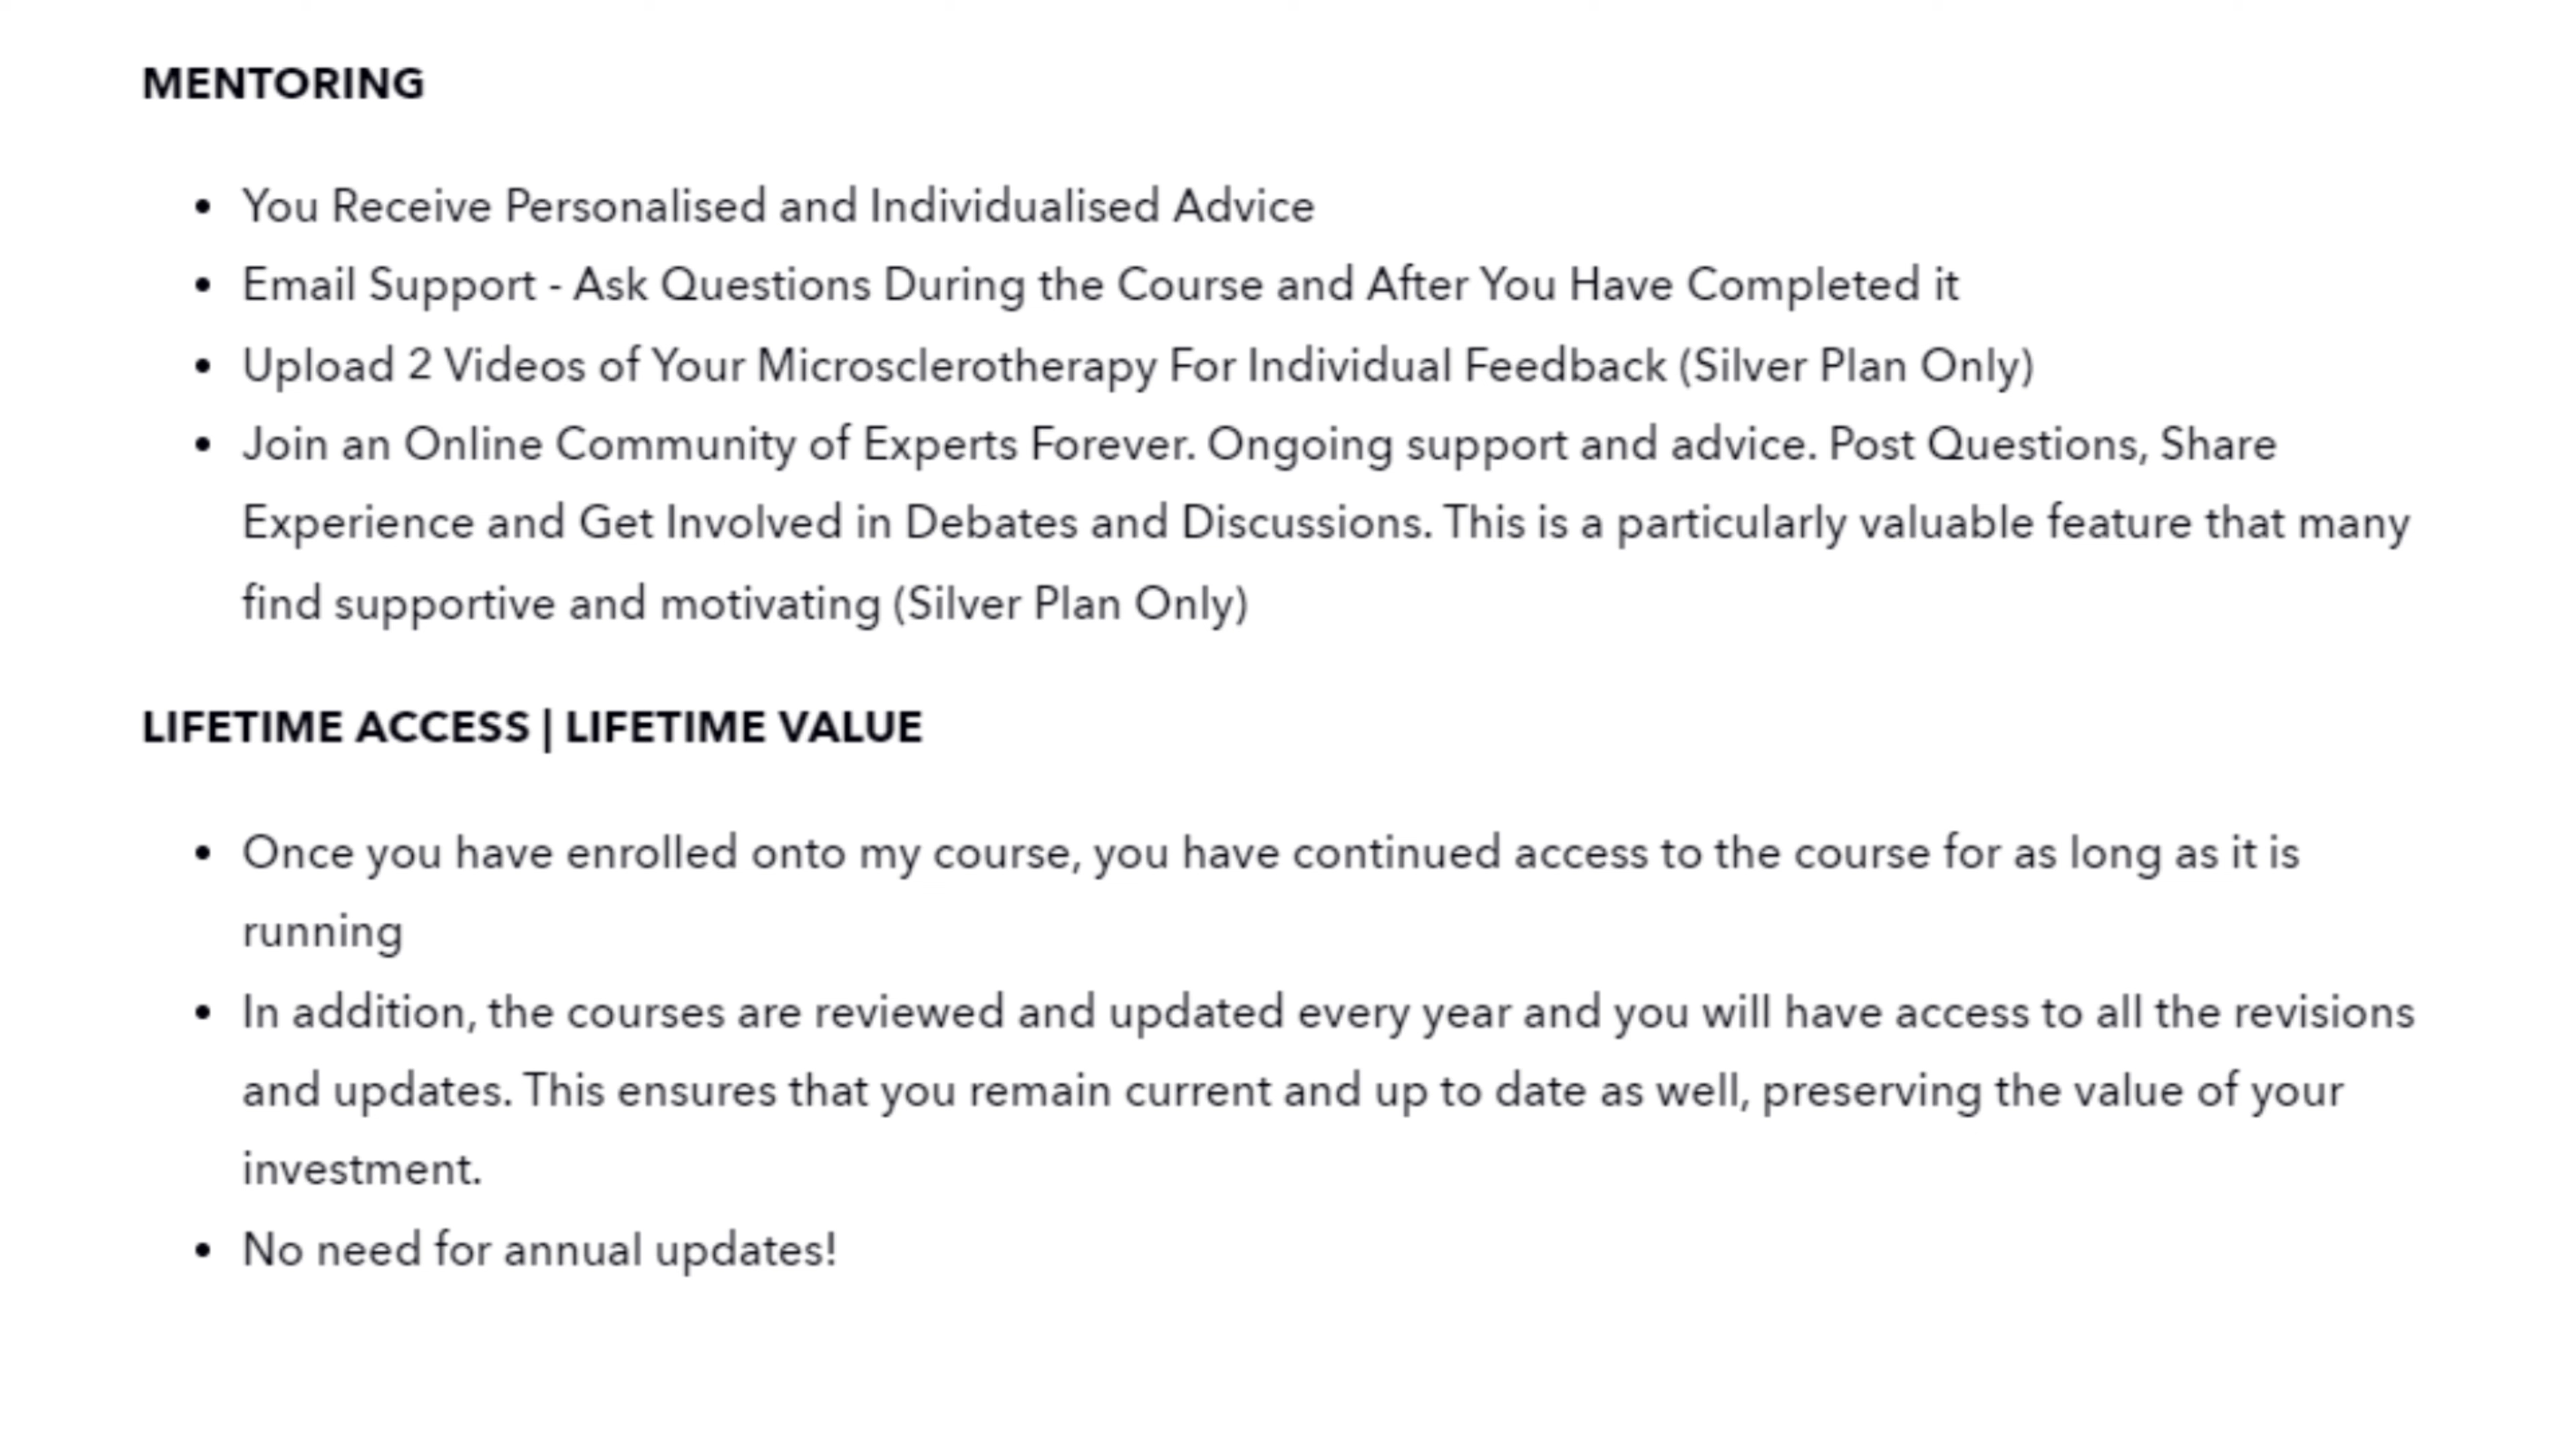 MENTORING
• You Receive Personalised and Individualised Advice
• Email Support - Ask Questions During the Course and After You Have Completed it
• Upload 2 Videos of Your Microsclerotherapy For Individual Feedback (Silver Plan Only)
• Join an Online Community of Experts Forever. Ongoing support and advice. Post Questions, Share
Experience and Get Involved in Debates and Discussions. This is a particularly valuable feature that many
find supportive and motivating (Silver Plan Only)
LIFETIME ACCESS | LIFETIME VALUE
• Once you have enrolled onto my course, you have continued access to the course for as long as it is
running
• In addition, the courses are reviewed and updated every year and you will have access to all the revisions
and updates. This ensures that you remain current and up to date as well, preserving the value of your
investment.
• No need for annual updates!